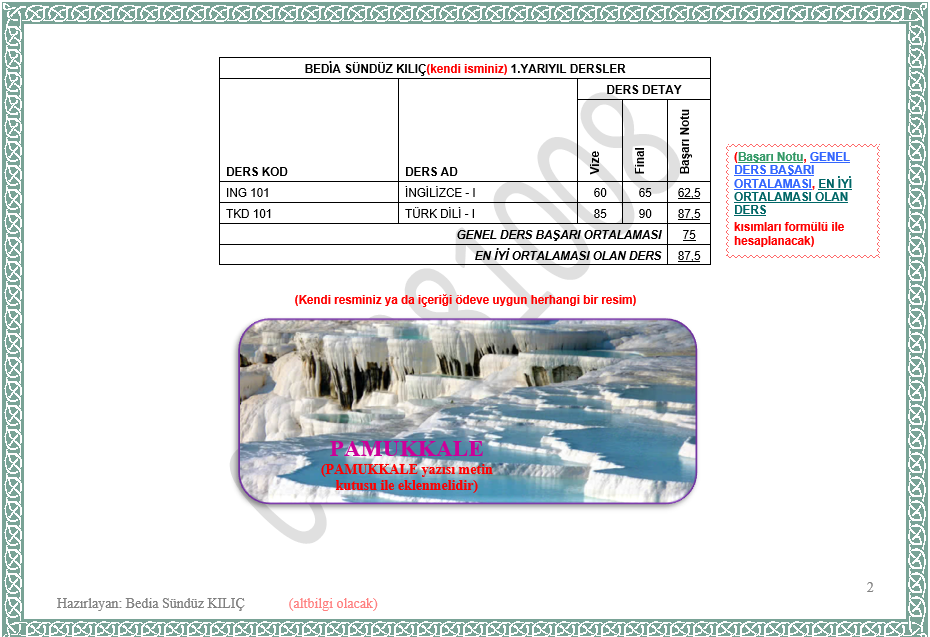 BEDİA SÜNDÜZ KILIÇ(kendi isminiz) 1.YARIYIL DERSLER
DERS DETAY
DERS KOD DERS AD Vize Final Başarı Notu
ING 101 İNGİLİZCE - I 60 65 62,5
TKD 101 TÜRK DİLİ - I 85 90 87,5
GENEL DERS BAŞARI ORTALAMASI 75
EN İYİ ORTALAMASI OLAN DERS 87,5
(Başarı Notu, GENEL
DERS BAŞARI
ORTALAMASI, EN İYİ
ORTALAMASI OLAN
DERS
kısımları formülü ile
hesaplanacak)
(Kendi resminiz ya da içeriği ödeve uygun herhangi bir resim)
PAMUKKALE
(PAMUKKALE yazısı metin
kutusu ile eklenmelidir)
2
Hazırlayan: Bedia Sündüz KILIÇ (altbilgi olacak)